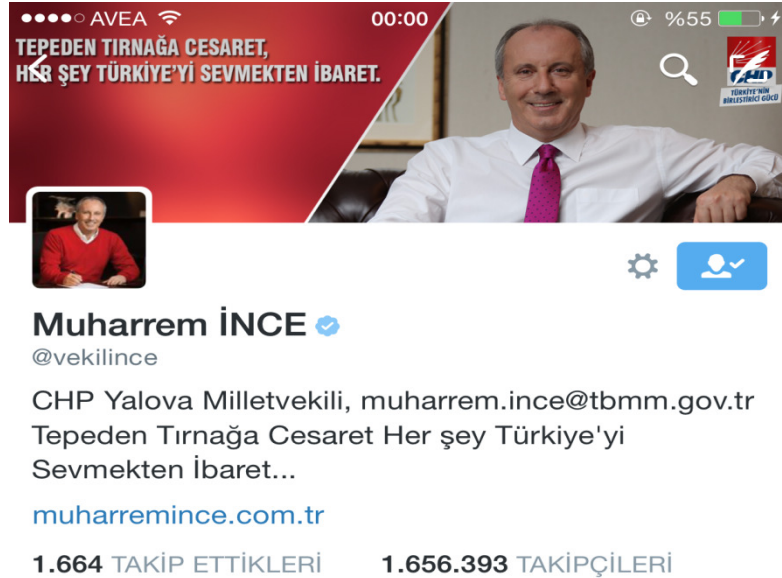 AVEA 00:00 %55
TEPEDEN TIRNAĞA CESARET,
HER ŞEY TÜRKİYE'Yİ SEVMEKTEN İBARET.
CHP
TÜRKİYE'NİN
BİRLEŞTİRİCİ GÜCÜ
Muharrem İNCE
@vekilince
CHP Yalova Milletvekili, muharrem.ince@tbmm.gov.tr
Tepeden Tırnağa Cesaret Her şey Türkiye'yi
Sevmekten İbaret...
muharremince.com.tr
1.664 TAKİP ETTİKLERİ 1.656.393 TAKİPÇİLERİ